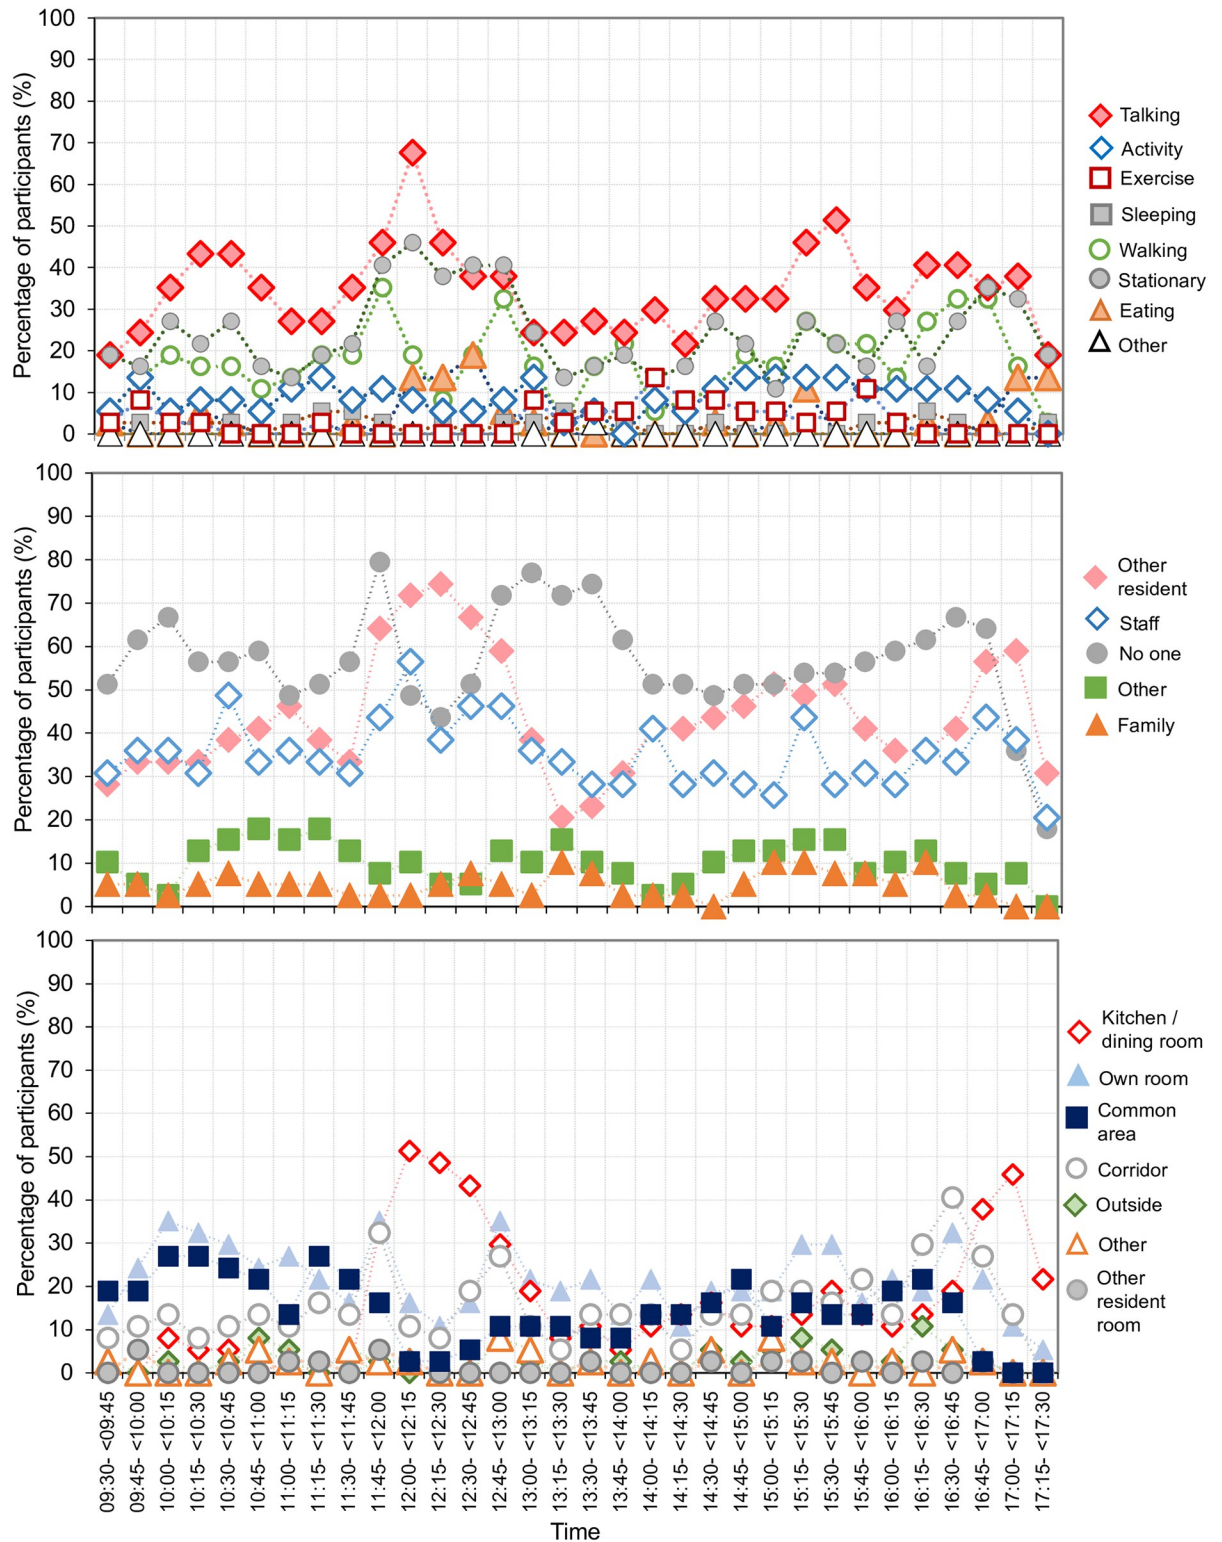 Percentage of participants (%)
100
90
80
70
60
50
40
30
20
10
0
Talking
Activity
Exercise
Sleeping
Walking
Stationary
Eating
Other
Percentage of participants (%)
100
90
80
70
60
50
40
30
20
10
0
Other
resident
Staff
No one
Other
Family
Percentage of participants (%)
100
90
80
70
60
50
40
30
20
10
0
Kitchen /
dining room
Own room
Common
area
Corridor
Outside
Other
Other
resident
room
09:30- <09:45
09:45- <10:00
10:00- <10:15
10:15- <10:30
10:30- <10:45
10:45- <11:00
11:00- <11:15
11:15- <11:30
11:30- <11:45
11:45- <12:00
12:00- <12:15
12:15- <12:30
12:30- <12:45
12:45- <13:00
13:00- <13:15
13:15- <13:30
13:30- <13:45
13:45- <14:00
14:00- <14:15
14:15- <14:30
14:30- <14:45
14:45- <15:00
15:00- <15:15
15:15- <15:30
15:30- <15:45
15:45- <16:00
16:00- <16:15
16:15- <16:30
16:30- <16:45
16:45- <17:00
17:00- <17:15
17:15- <17:30
Time